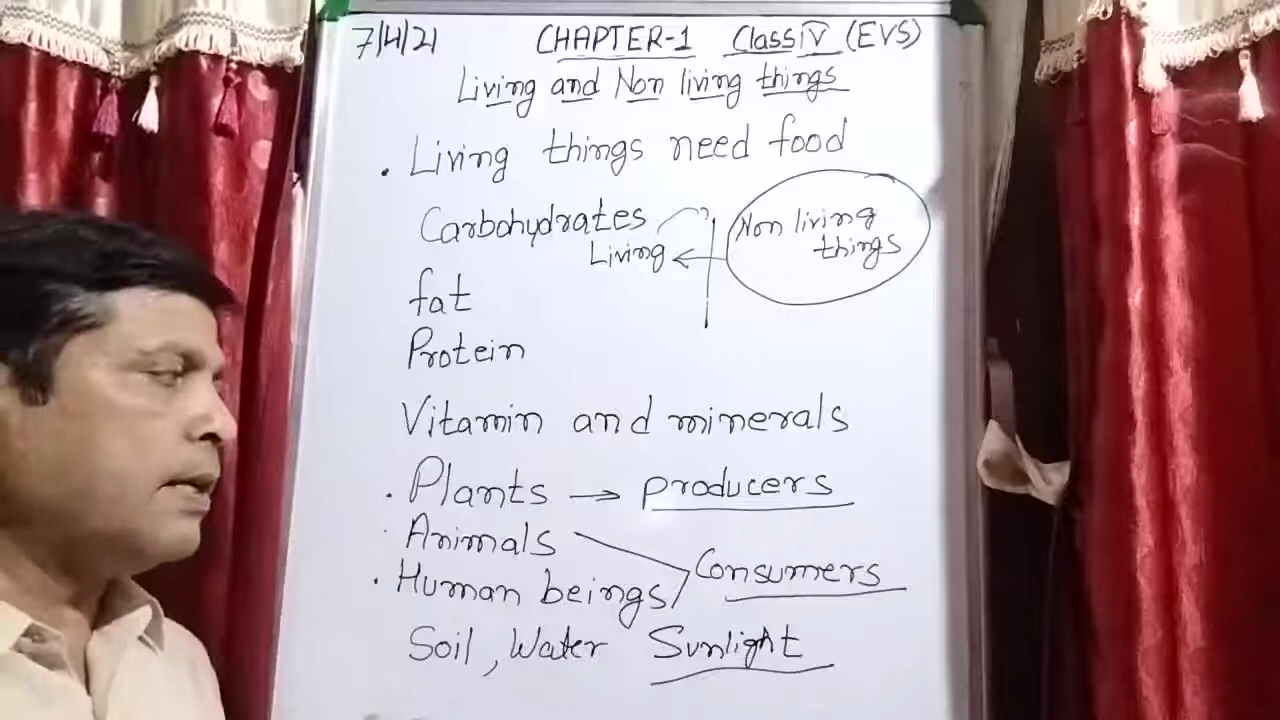 7/4/21 CHAPTER-1 Class IV (EVS)
Living and Non living things
. Living things need food
Carbohydrates
Non living
things
Living ←
fat
Protein
Vitamin and minerals
. Plants → producers
. Animals
Consumers
. Human beings
Soil, Water Sunlight